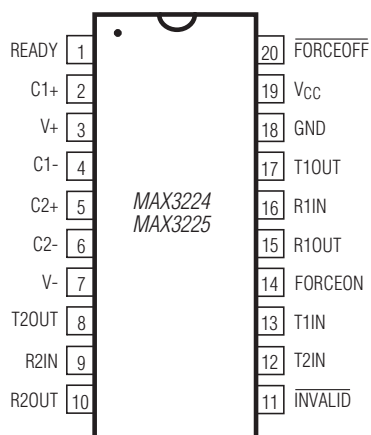 READY 1
C1+ 2
V+ 3
C1- 4
C2+ 5
C2- 6
V- 7
T2OUT 8
R2IN 9
R2OUT 10
MAX3224
MAX3225
20 FORCEOFF
19 VCC
18 GND
17 T1OUT
16 R1IN
15 R1OUT
14 FORCEON
13 T1IN
12 T2IN
11 INVALID